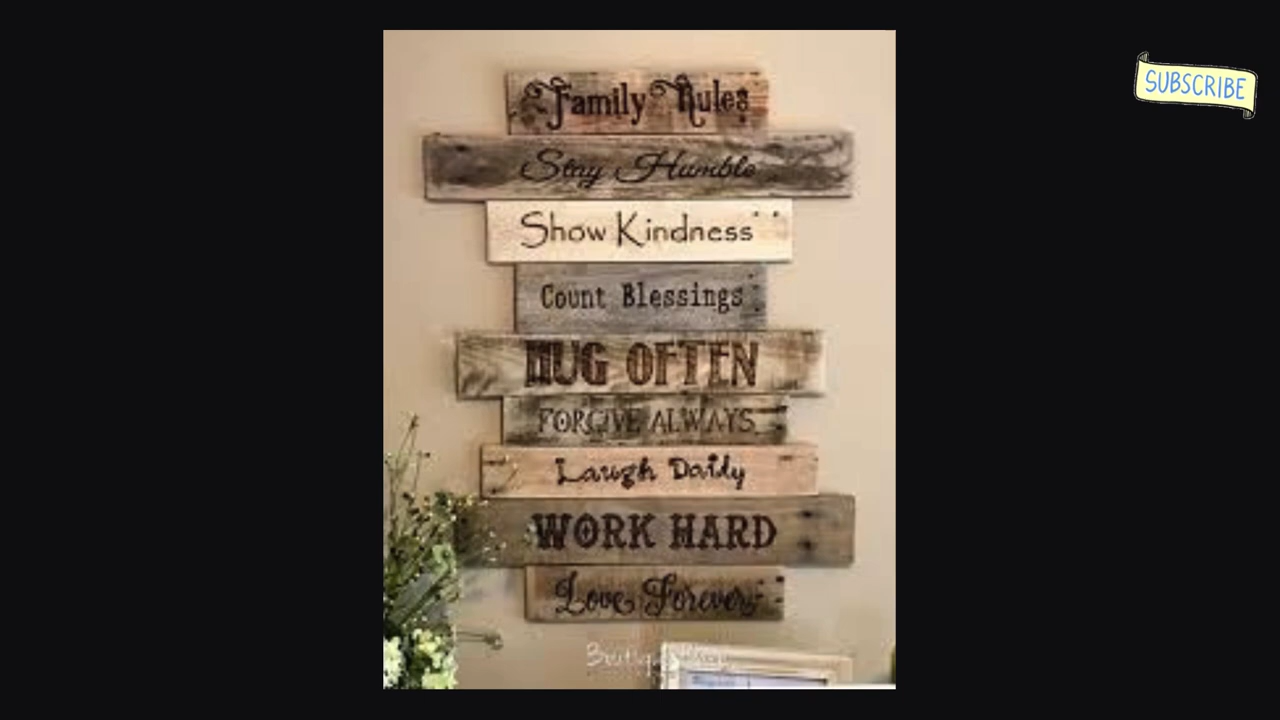 Family Rules
SUBSCRIBE
Stay Humble
Show Kindness
Count Blessings
HUG OFTEN
FORGIVE ALWAYS
Laugh Daily
WORK HARD
Love Forever